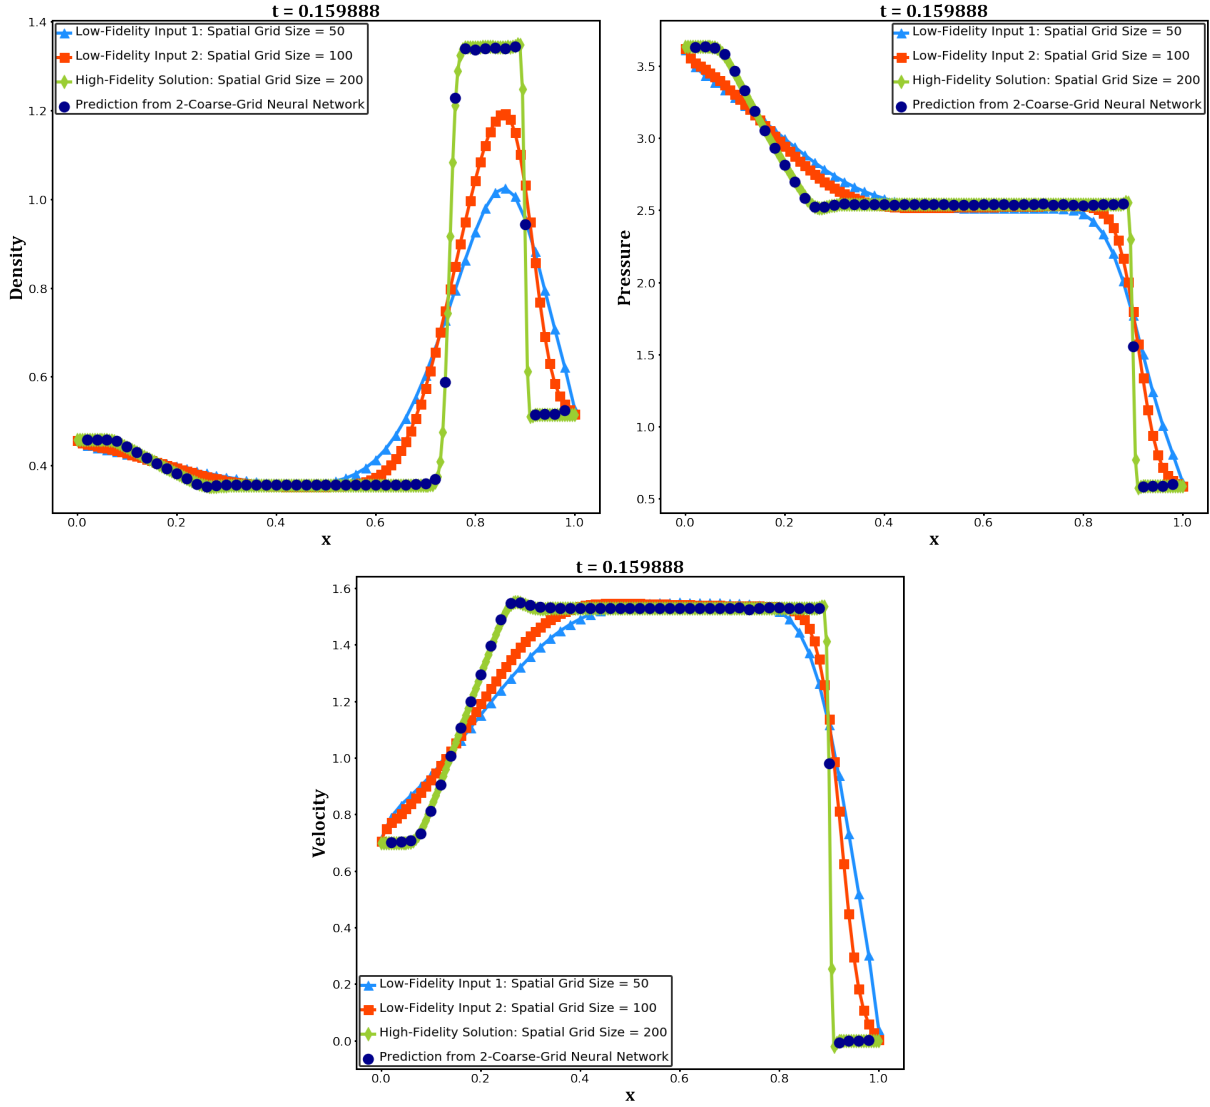 t = 0.159888
Density
1.4
1.2
1.0
0.8
0.6
0.4
Low-Fidelity Input 1: Spatial Grid Size = 50
Low-Fidelity Input 2: Spatial Grid Size = 100
High-Fidelity Solution: Spatial Grid Size = 200
Prediction from 2-Coarse-Grid Neural Network
0.0 0.2 0.4 0.6 0.8 1.0
x
t = 0.159888
Pressure
3.5
3.0
2.5
2.0
1.5
1.0
0.5
Low-Fidelity Input 1: Spatial Grid Size = 50
Low-Fidelity Input 2: Spatial Grid Size = 100
High-Fidelity Solution: Spatial Grid Size = 200
Prediction from 2-Coarse-Grid Neural Network
0.0 0.2 0.4 0.6 0.8 1.0
x
t = 0.159888
Velocity
1.6
1.4
1.2
1.0
0.8
0.6
0.4
0.2
0.0
Low-Fidelity Input 1: Spatial Grid Size = 50
Low-Fidelity Input 2: Spatial Grid Size = 100
High-Fidelity Solution: Spatial Grid Size = 200
Prediction from 2-Coarse-Grid Neural Network
0.0 0.2 0.4 0.6 0.8 1.0
x